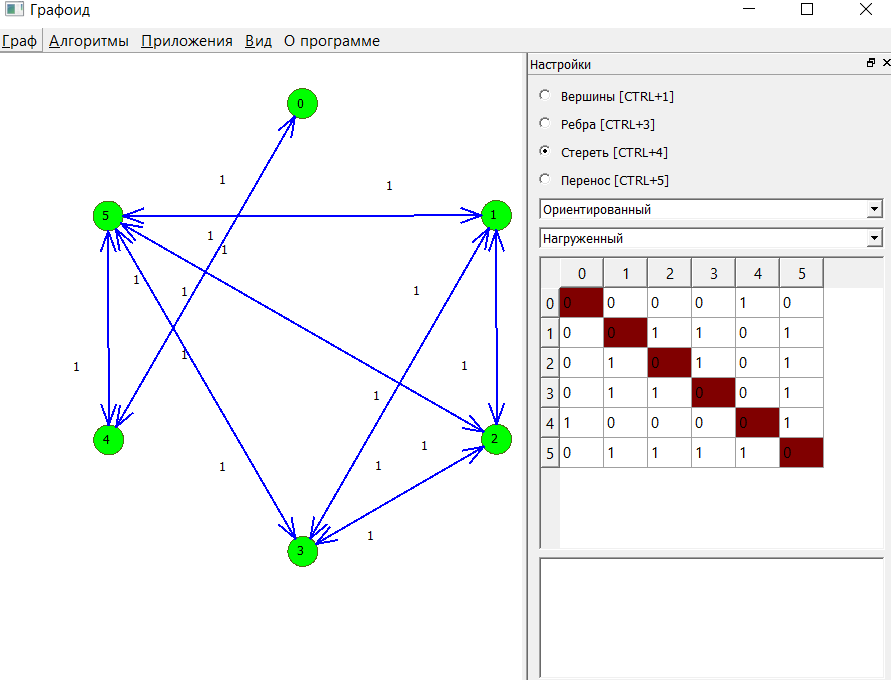 Графоид
Граф Алгоритмы Приложения Вид О программе
Настройки
Вершины [CTRL+1]
Ребра [CTRL+3]
Стереть [CTRL+4]
Перенос [CTRL+5]
Ориентированный
Нагруженный
0 1 2 3 4 5
0 0 0 0 0 1 0
1 0 0 1 1 0 1
2 0 1 0 1 0 1
3 0 1 1 0 0 1
4 1 0 0 0 0 1
5 0 1 1 1 1 0
0
1
1
5
1
1
1
1
1
1
1
1
1
1
4
2
1
1
1
1
3